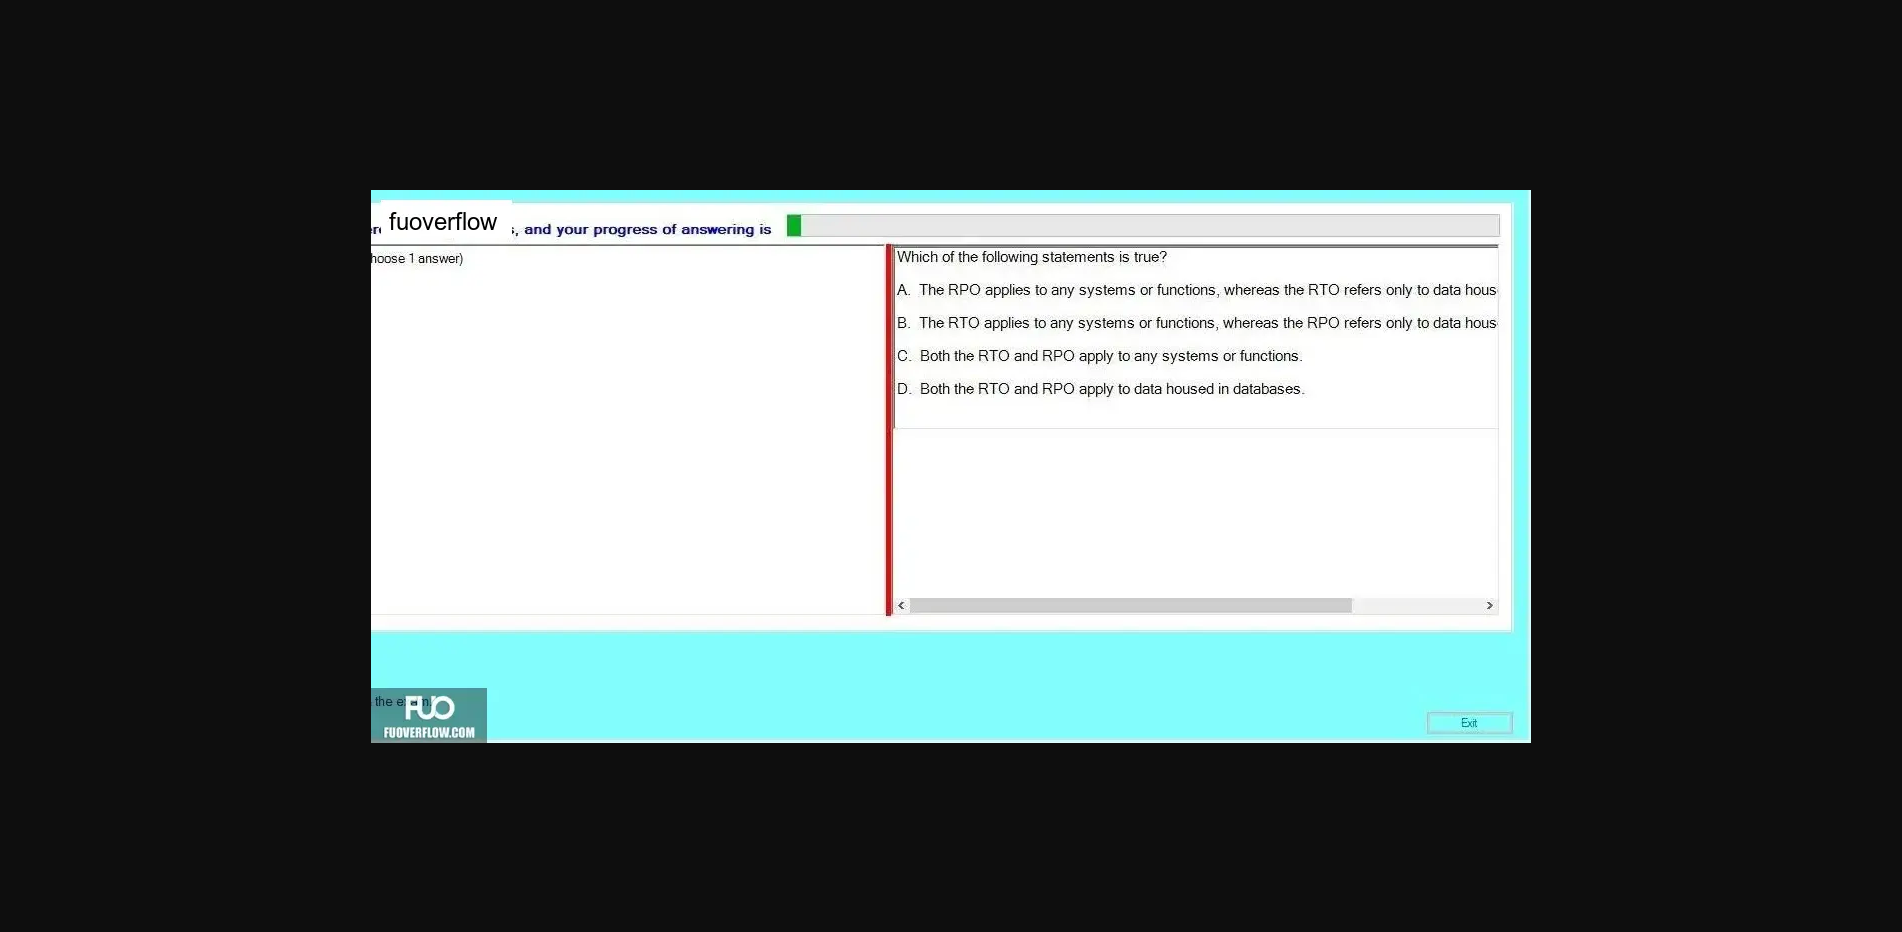 fuoverflow
, and your progress of answering is
hoose 1 answer)
Which of the following statements is true?
A. The RPO applies to any systems or functions, whereas the RTO refers only to data hous
B. The RTO applies to any systems or functions, whereas the RPO refers only to data hous
C. Both the RTO and RPO apply to any systems or functions.
D. Both the RTO and RPO apply to data housed in databases.
the
FUO
FUOVERFLOW.COM
Exit